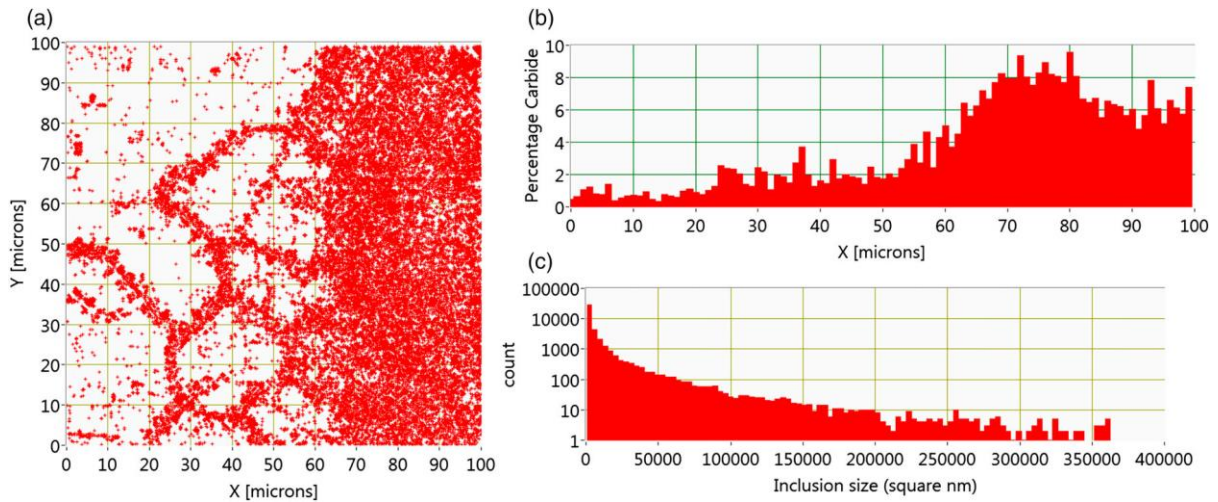 (a)
100
90
80
70
60
50
40
30
20
10
0
Y [microns]
0 10 20 30 40 50 60 70 80 90 100
X [microns]
(b)
10
8
6
4
2
0
Percentage Carbide
0 10 20 30 40 50 60 70 80 90 100
X [microns]
(c)
100000
10000
1000
100
10
1
count
0 50000 100000 150000 200000 250000 300000 350000 400000
Inclusion size (square nm)